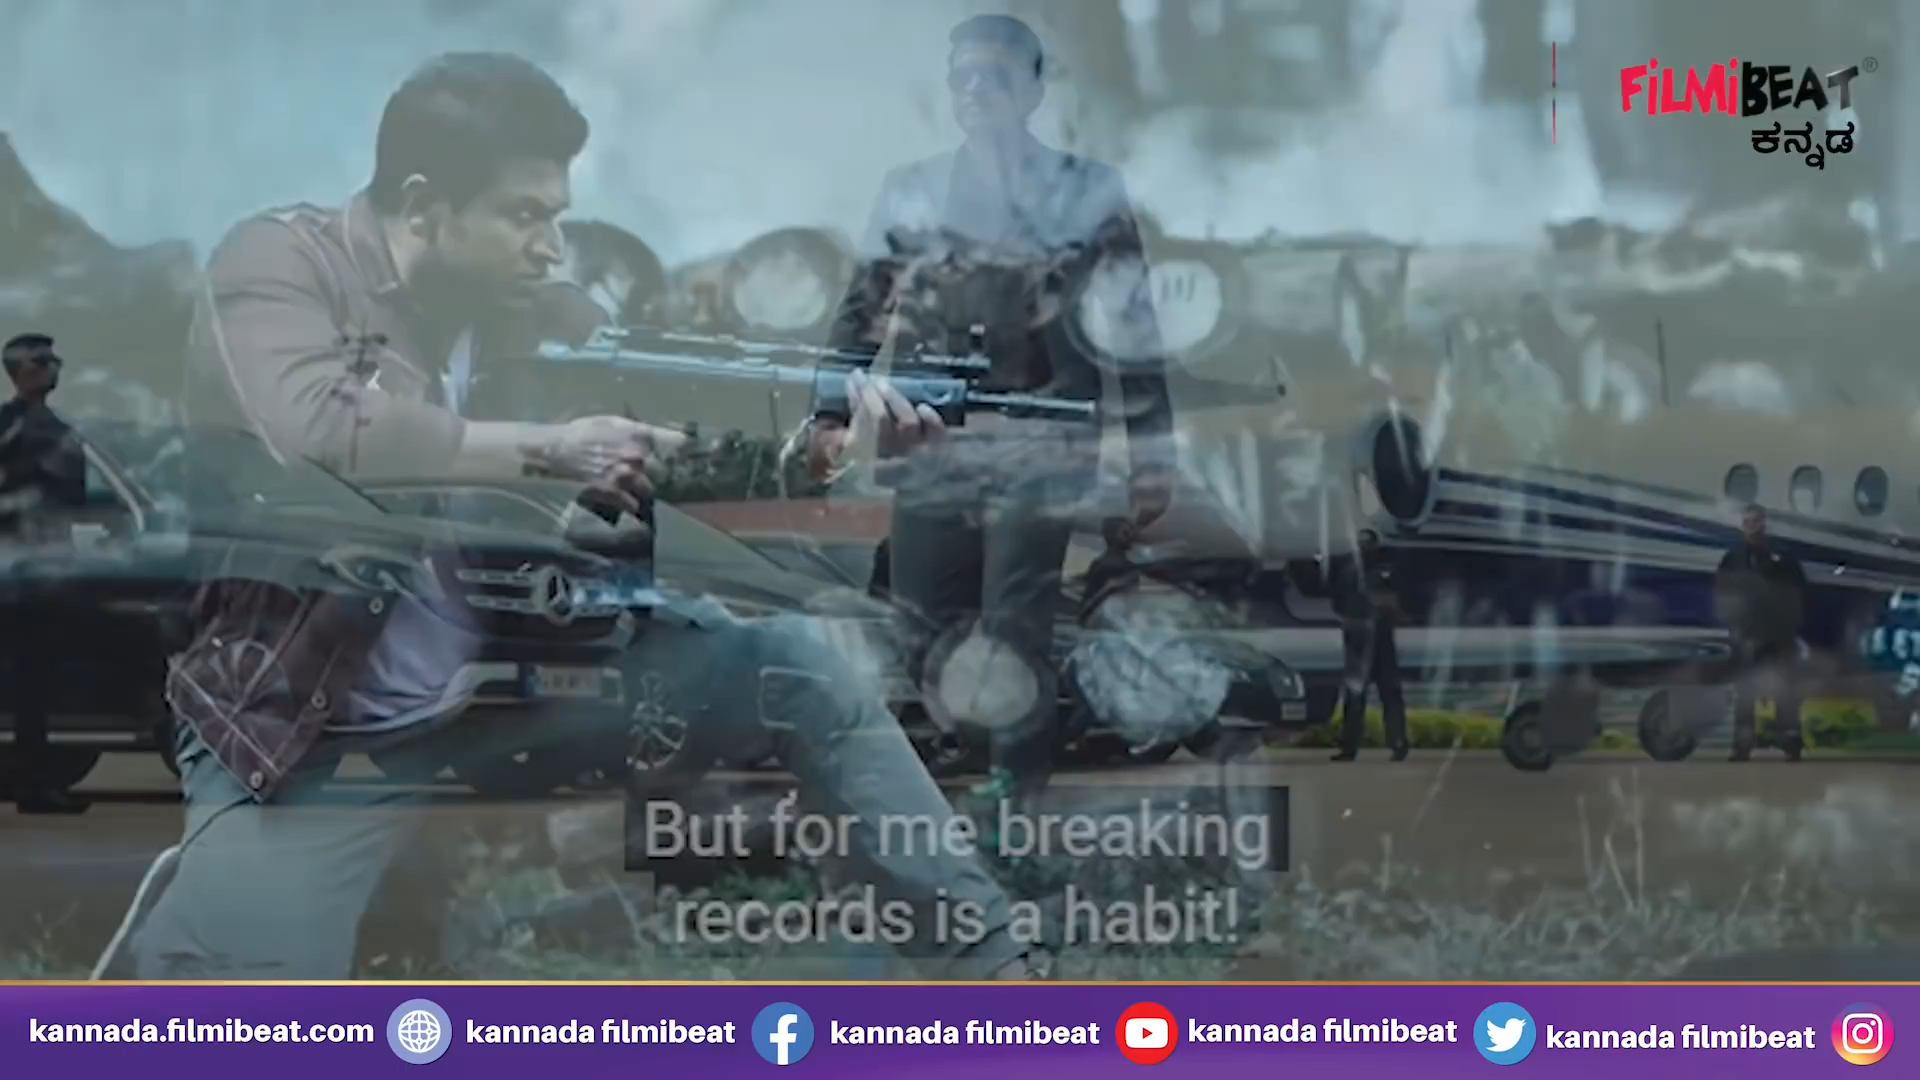 FiLMiBEAT®
ಕನ್ನಡ
But for me breaking
records is a habit!
kannada.filmibeat.com kannada filmibeat kannada filmibeat kannada filmibeat kannada filmibeat